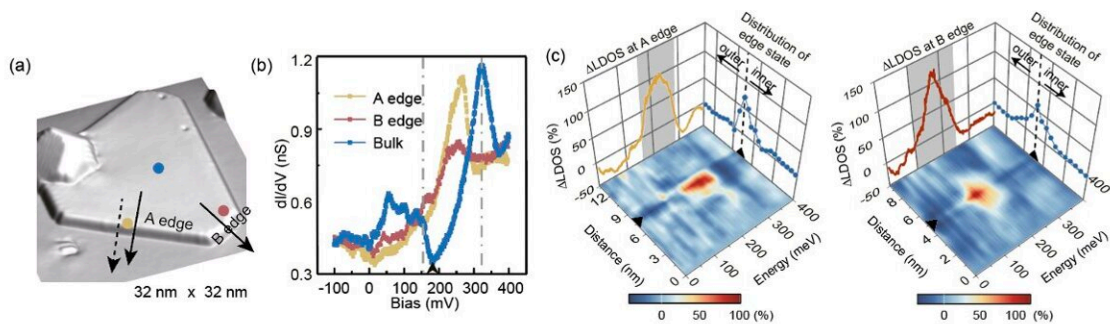 (a)
A edge
B edge
32 nm x 32 nm
(b)
dI/dV (nS)
1.2
0.9
0.6
0.3
A edge
B edge
Bulk
-100 0 100 200 300 400
Bias (mV)
(c)
ΔLDOS at A edge
Distribution of
edge state
outer inner
ΔLDOS (%)
150
100
50
0
-50
12
9
6
3
0
Distance (nm)
0
100
200
300
400
Energy (meV)
0 50 100 (%)
ΔLDOS at B edge
Distribution of
edge state
outer inner
ΔLDOS (%)
150
100
50
0
-50
8
6
4
2
0
Distance (nm)
0
100
200
300
400
Energy (meV)
0 50 100 (%)